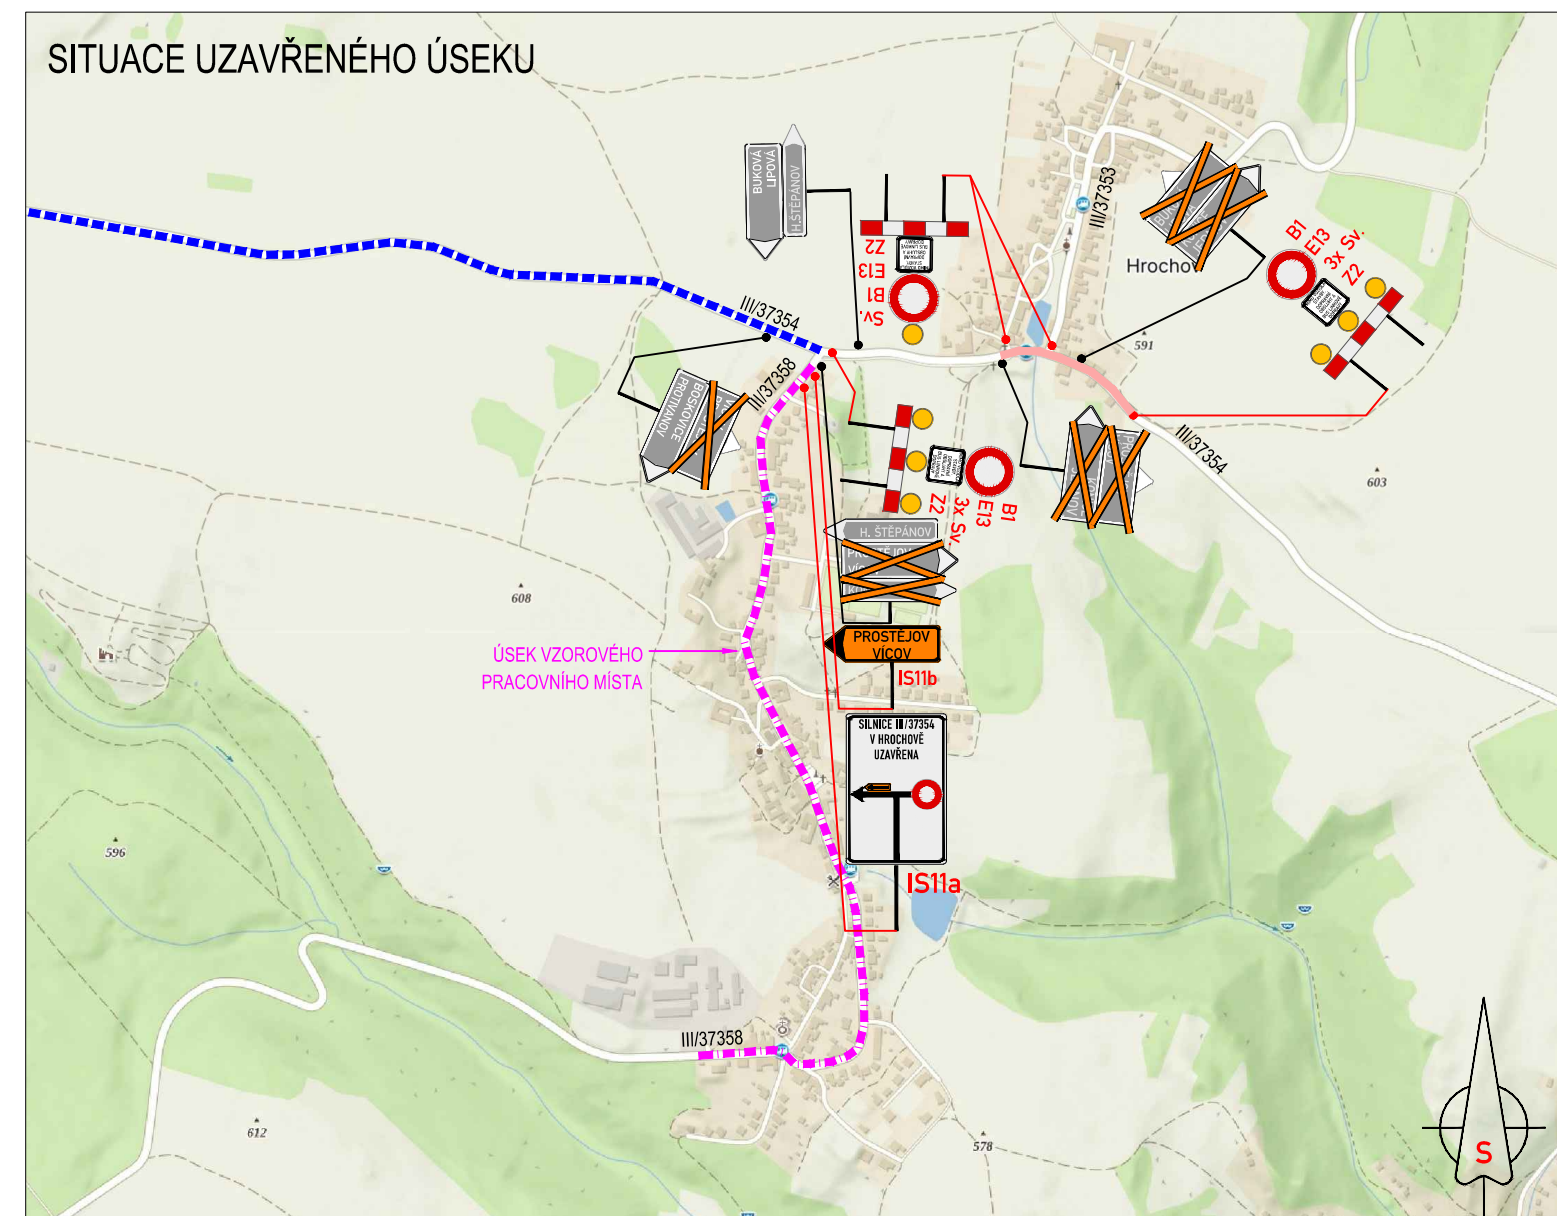 SITUACE UZAVŘENÉHO ÚSEKU
BUKOVÁ
LIPOVÁ
H.ŠTĚPÁNOV
Z2
E13
B1
Sv.
III/37353
Hrochov
B1
E13
3x Sv.
Z2
591
III/37354
III/37358
BOSKOVICE
PROTIVANOV
III/37354
603
B1
E13
3x Sv.
Z2
H. ŠTĚPÁNOV
PROSTĚJOV
608
PROSTĚJOV
VÍCOV
IS11b
ÚSEK VZOROVÉHO
PRACOVNÍHO MÍSTA
SILNICE III/37354
V HROCHOVĚ
UZAVŘENA
IS11a
596
III/37358
612
578
S